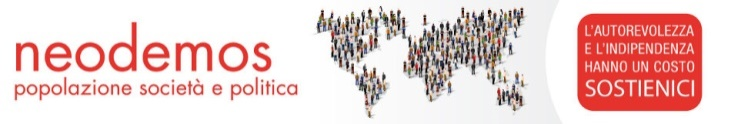 neodemos
popolazione società e politica
L'AUTOREVOLEZZA
E L'INDIPENDENZA
HANNO UN COSTO
SOSTIENICI